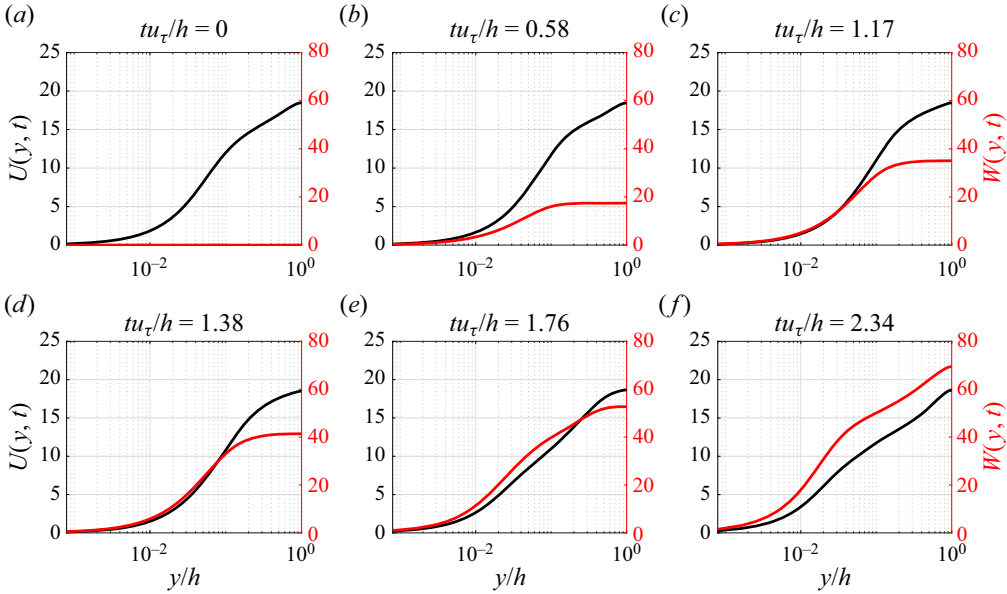 (a) tuτ/h = 0 (b) tuτ/h = 0.58 (c) tuτ/h = 1.17
25 80 25 80 25 80
20 60 20 60 20 60
15 15 15
U(y, t) 40 40 40 W(y, t)
10 10 10
5 20 5 20 5 20
0 0 0 0 0 0
10⁻² 10⁰ 10⁻² 10⁰ 10⁻² 10⁰
(d) tuτ/h = 1.38 (e) tuτ/h = 1.76 (f) tuτ/h = 2.34
25 80 25 80 25 80
20 60 20 60 20 60
15 15 15
U(y, t) 40 40 40 W(y, t)
10 10 10
5 20 5 20 5 20
0 0 0 0 0 0
10⁻² 10⁰ 10⁻² 10⁰ 10⁻² 10⁰
y/h y/h y/h